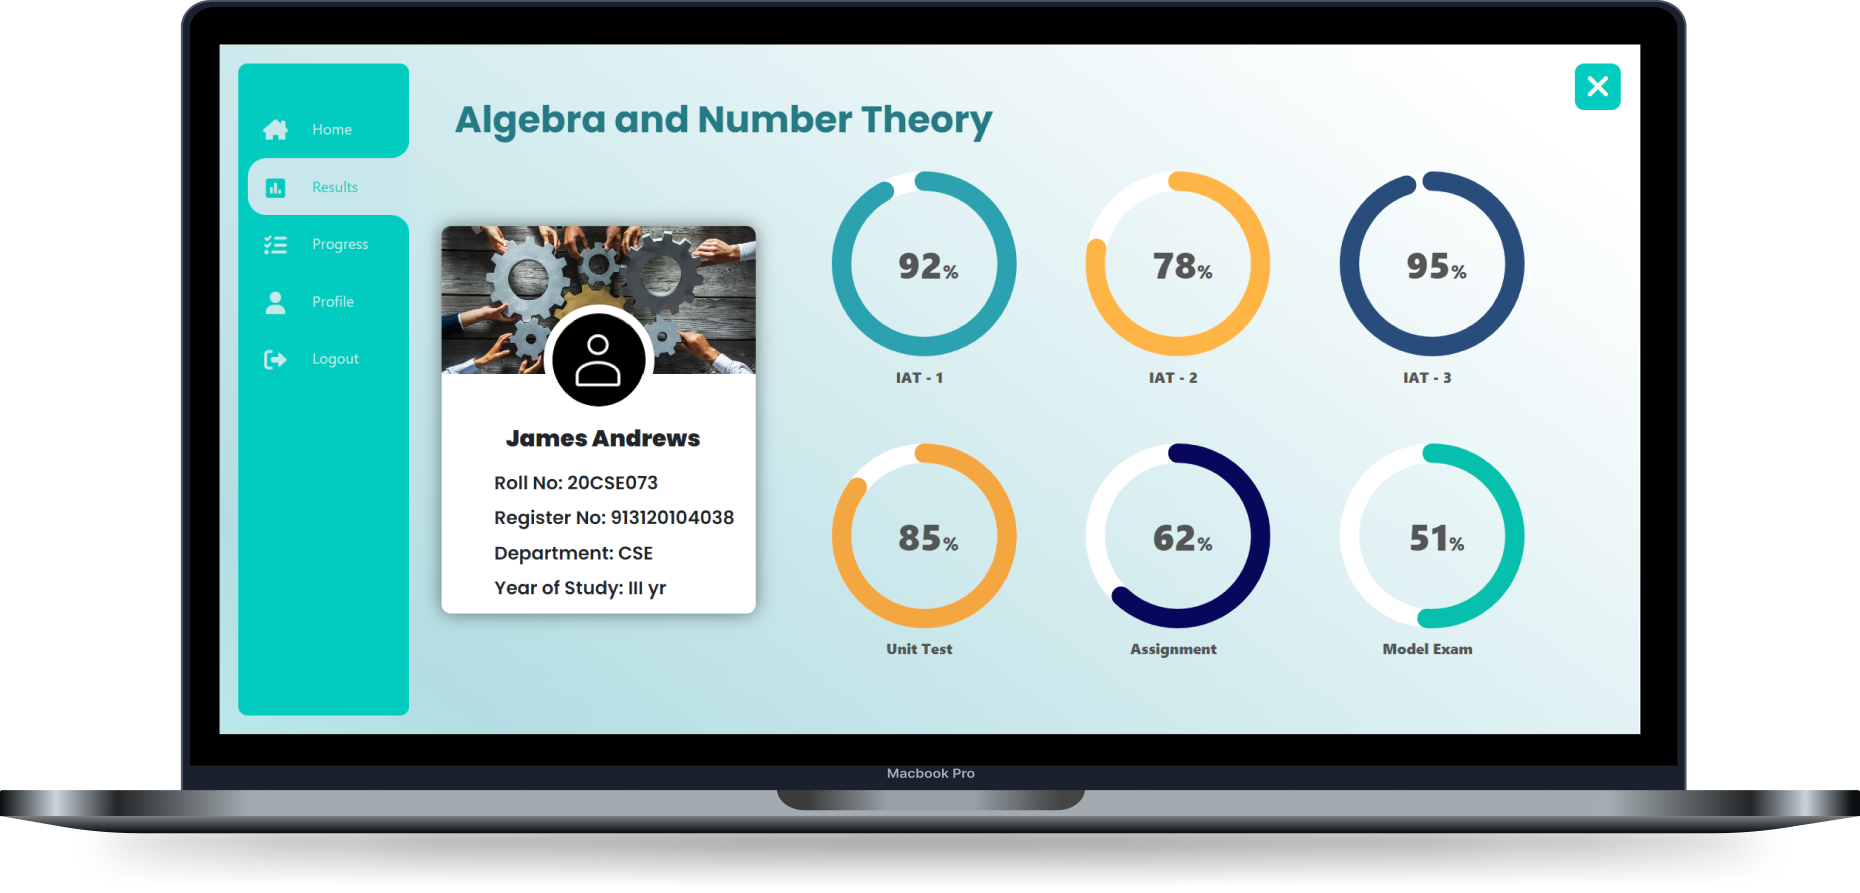 Home
Results
Progress
Profile
Logout
Algebra and Number Theory
James Andrews
Roll No: 20CSE073
Register No: 913120104038
Department: CSE
Year of Study: III yr
92%
78%
95%
IAT - 1
IAT - 2
IAT - 3
85%
62%
51%
Unit Test
Assignment
Model Exam
Macbook Pro